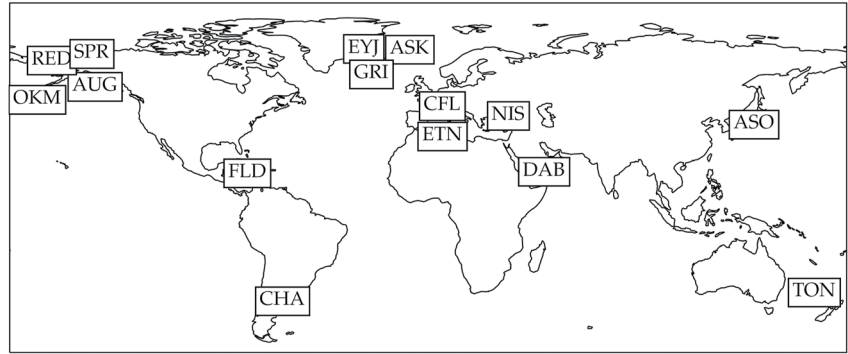 EYJ
ASK
RED
SPR
GRI
AUG
OKM
CFL
NIS
ETN
ASO
FLD
DAB
CHA
TON